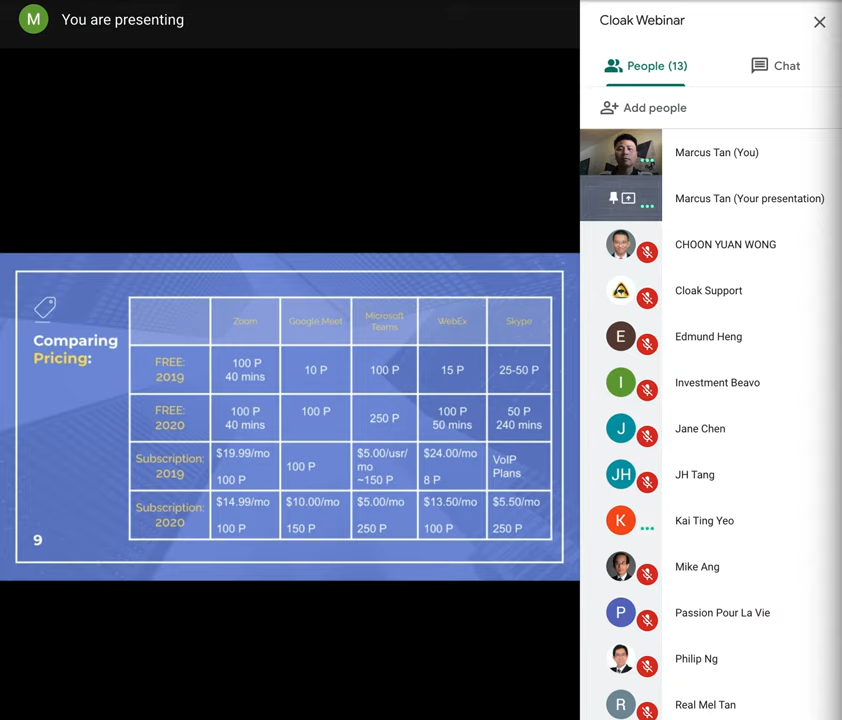 M
You are presenting
Cloak Webinar
People (13)
Chat
Add people
Marcus Tan (You)
Marcus Tan (Your presentation)
CHOON YUAN WONG
Cloak Support
E
Edmund Heng
I
Investment Beavo
J
Jane Chen
JH
JH Tang
K
Kai Ting Yeo
Mike Ang
P
Passion Pour La Vie
Philip Ng
R
Real Mel Tan
Comparing
Pricing:
Zoom
Google Meet
Microsoft
Teams
WebEx
Skype
FREE:
2019
100 P
40 mins
10 P
100 P
15 P
25-50 P
FREE:
2020
100 P
40 mins
100 P
250 P
100 P
50 mins
50 P
240 mins
Subscription:
2019
$19.99/mo
100 P
100 P
$5.00/usr/
mo
~150 P
$24.00/mo
8 P
VoIP
Plans
Subscription:
2020
$14.99/mo
100 P
$10.00/mo
150 P
$5.00/mo
250 P
$13.50/mo
100 P
$5.50/mo
250 P
9